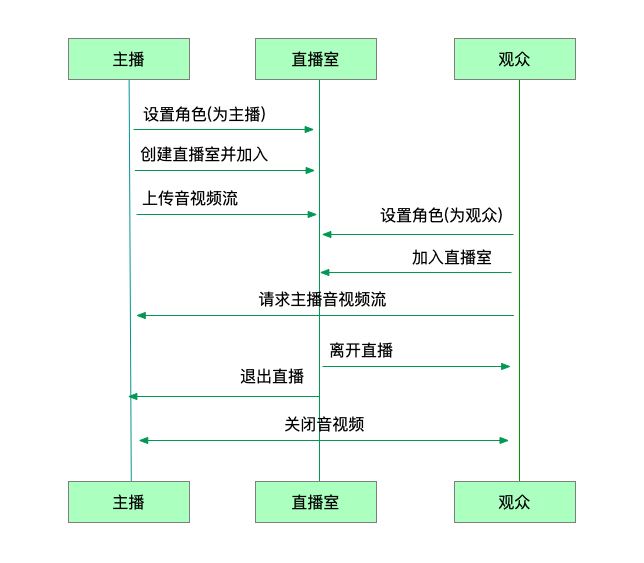 主播
直播室
观众
设置角色(为主播)
创建直播室并加入
上传音视频流
设置角色(为观众)
加入直播室
请求主播音视频流
离开直播
退出直播
关闭音视频
主播
直播室
观众